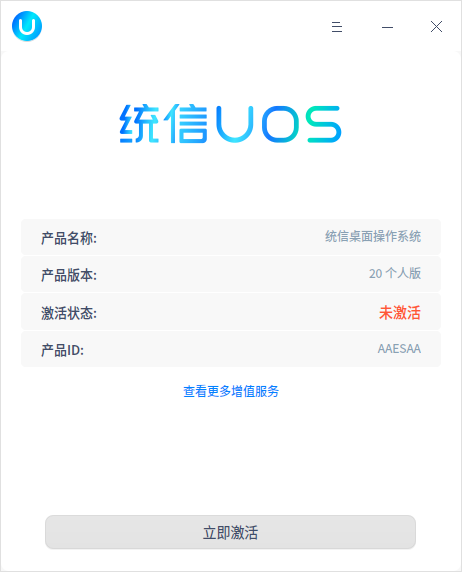 统信UOS
产品名称: 统信桌面操作系统
产品版本: 20 个人版
激活状态: 未激活
产品ID: AAESAA
查看更多增值服务
立即激活